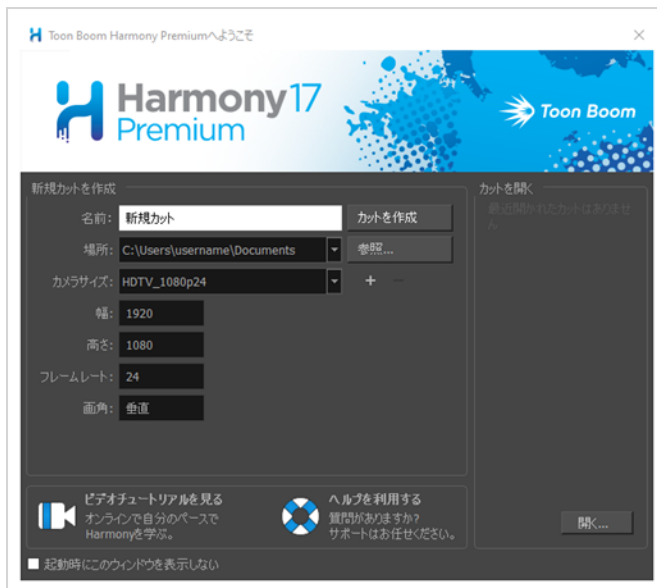 Toon Boom Harmony Premiumへようこそ
Harmony17
Premium
Toon Boom
新規カットを作成
名前:
新規カット
カットを作成
場所:
C:\Users\username\Documents
参照...
カメラサイズ:
HDTV_1080p24
+
幅:
1920
高さ:
1080
フレームレート:
24
画角:
垂直
カットを開く
最近開かれたカットはありませ
ん
ビデオチュートリアルを見る
オンラインで自分のペースで
Harmonyを学ぶ。
ヘルプを利用する
質問がありますか?
サポートはお任せください。
開く...
起動時にこのウィンドウを表示しない